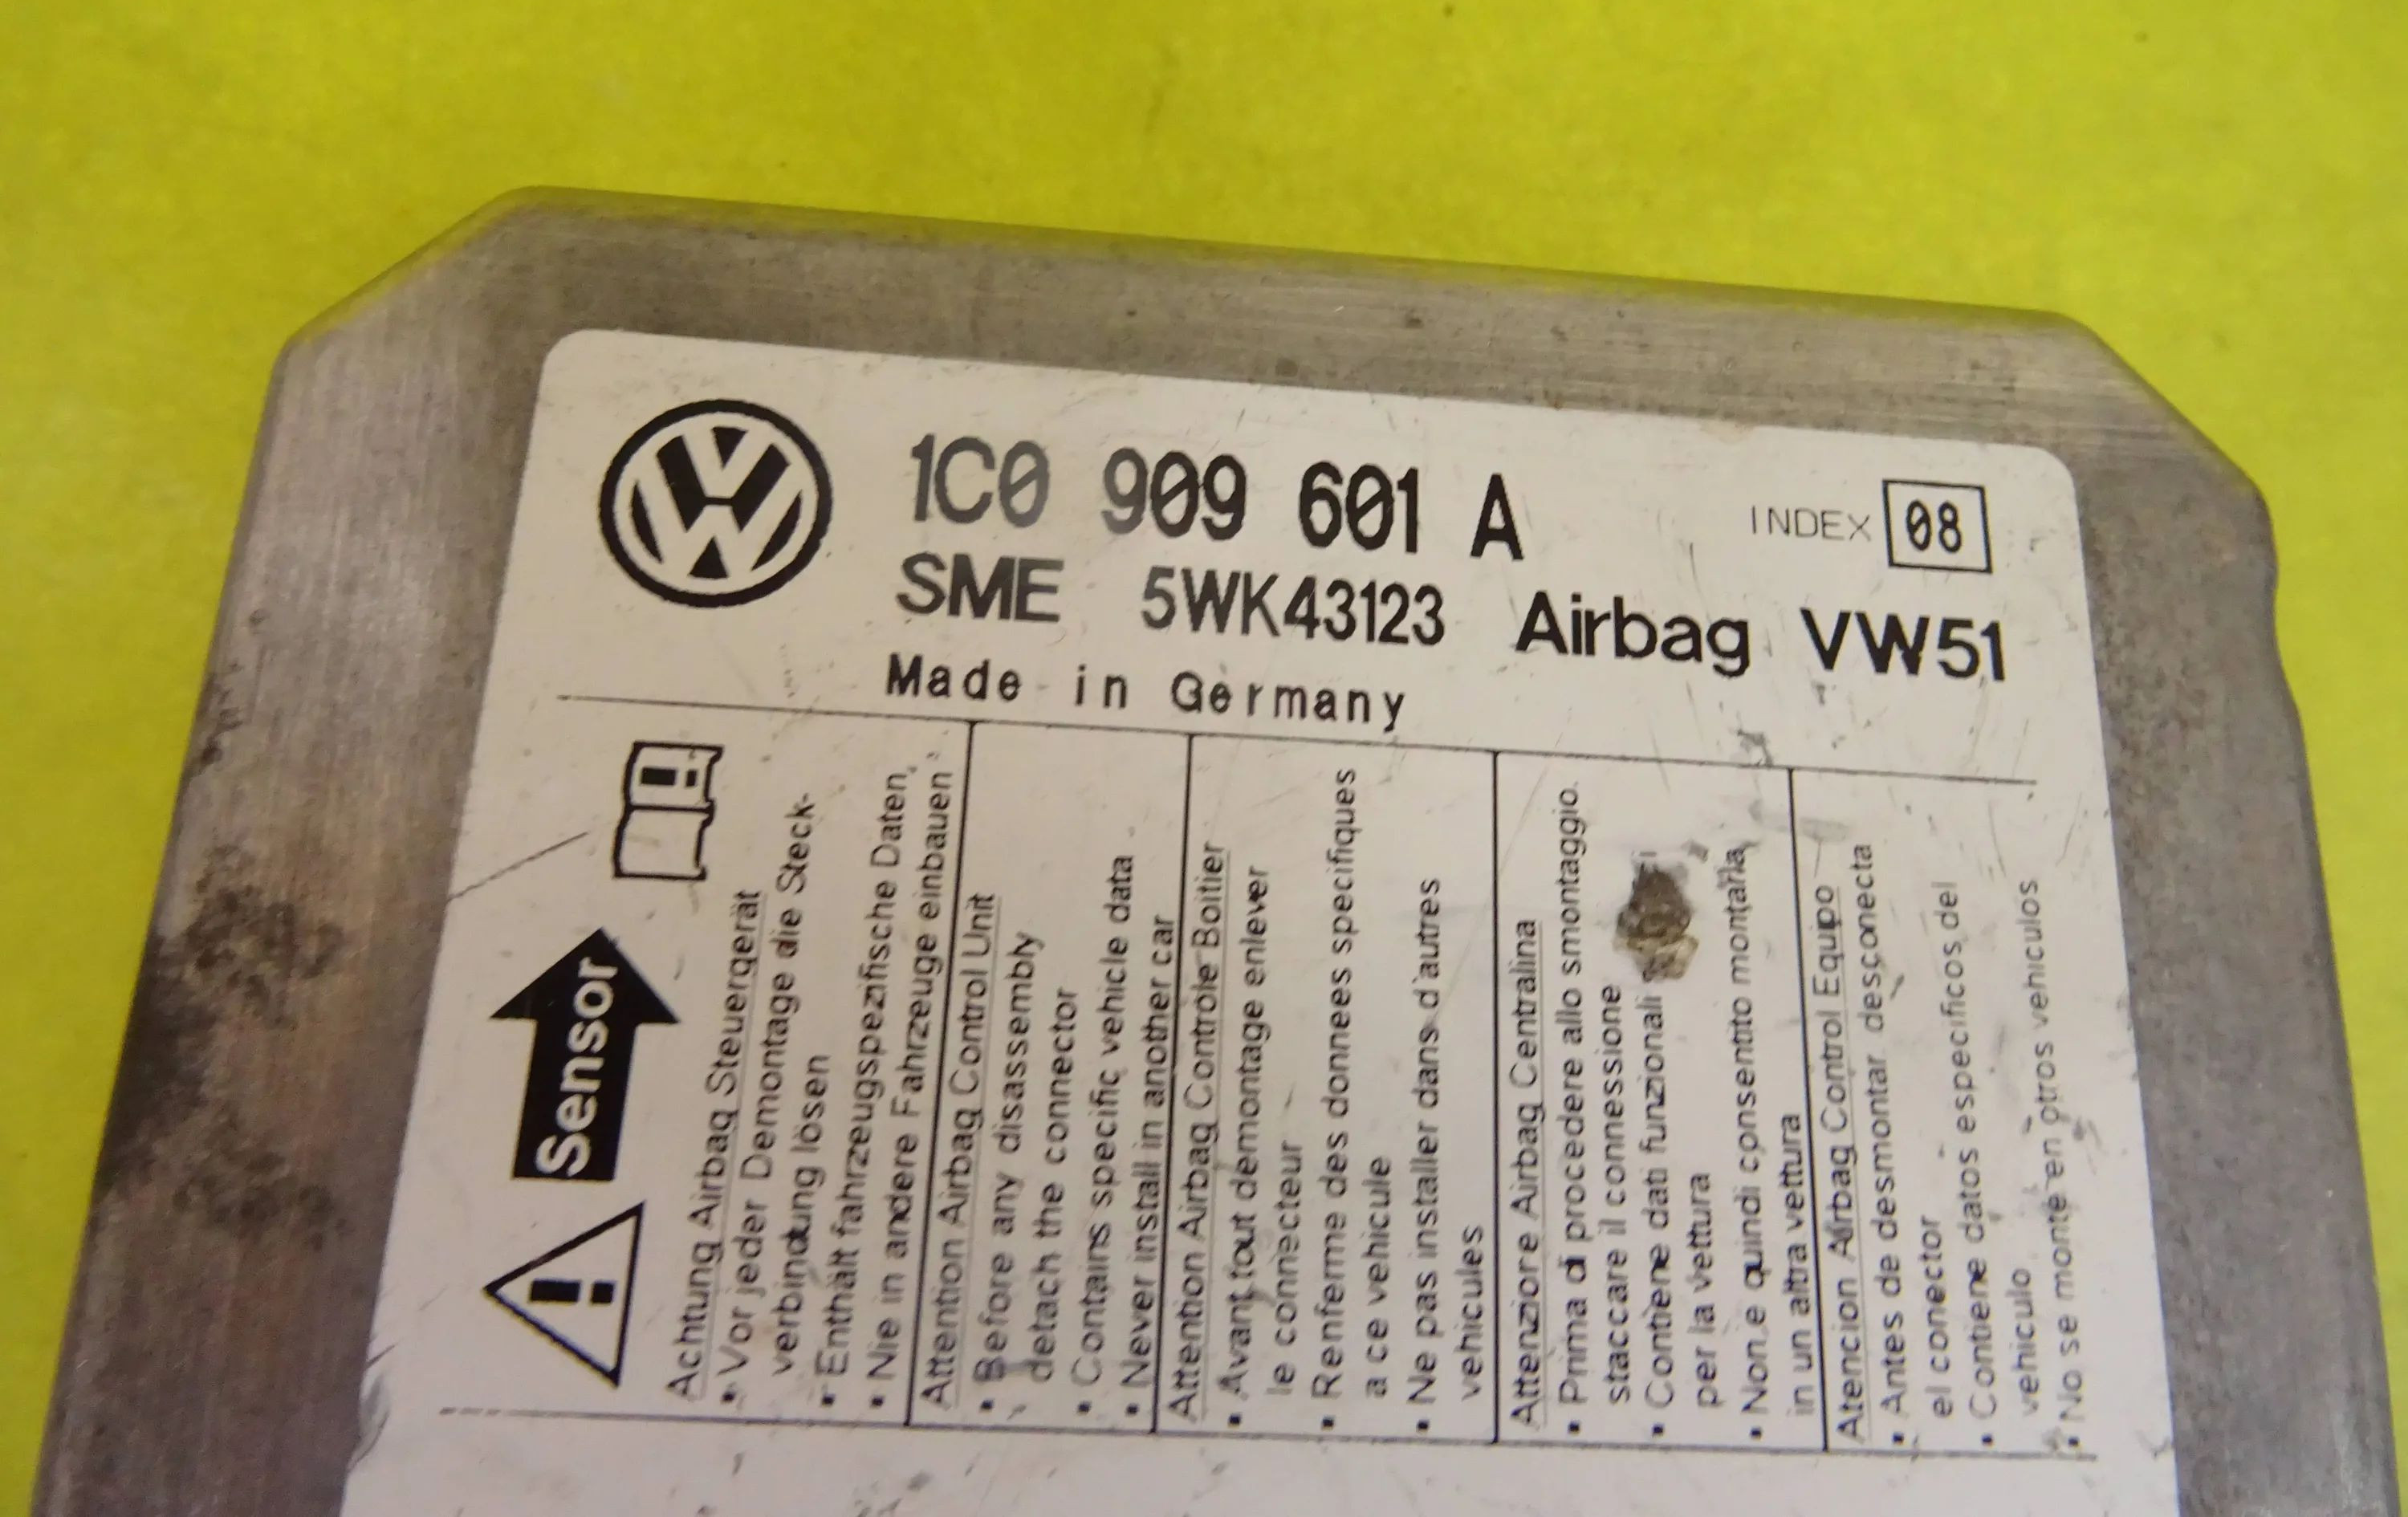 1C0 909 601 A
INDEX 08
SME 5WK43123 Airbag VW51
Made in Germany
Sensor
Achtung Airbag Steuergerät
• Vor jeder Demontage die Steck-
verbindung lösen
• Enthält fahrzeugspezifische Daten,
• Nie in andere Fahrzeuge einbauen
Attention Airbag Control Unit
• Before any disassembly
detach the connector
• Contains specific vehicle data
• Never install in another car
Attention Airbag Controle Boitier
• Avant tout demontage enlever
le connecteur
• Renferme des donnees specifiques
a ce vehicule
• Ne pas installer dans d'autres
vehicules
Attenzione Airbag Centralina
• Prima di procedere allo smontaggio.
staccare il connessione
• Contiene dati funzionali
per la vettura
• Non e quindi consentito montarla
in un altra vettura
Atencion Airbag Control Equipo
• Antes de desmontar desconecta
el conector
• Contiene datos especificos del
vehiculo
• No se monte en otros vehiculos